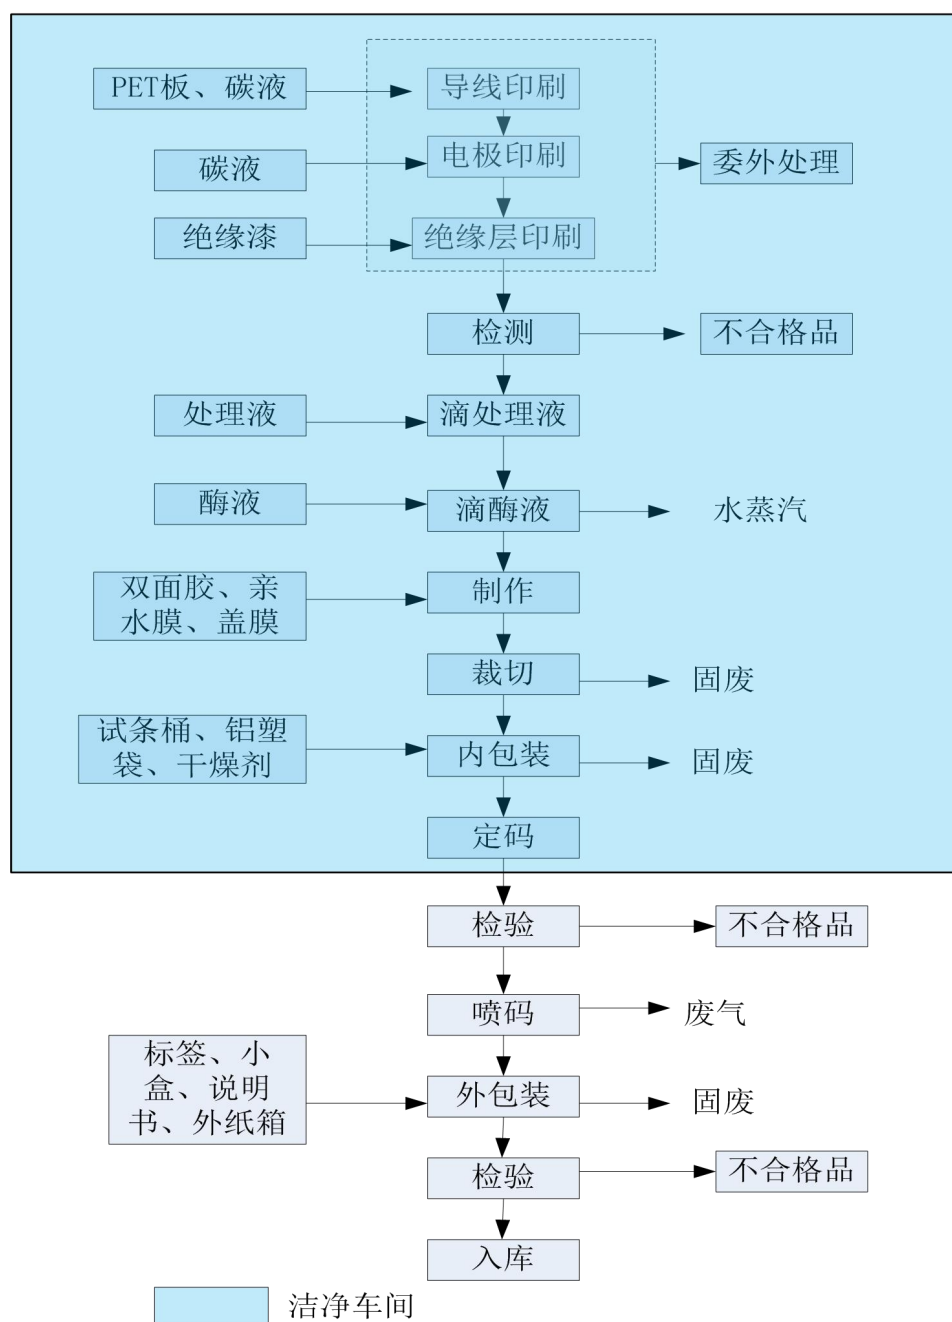 PET板、碳液
导线印刷
碳液
电极印刷
委外处理
绝缘漆
绝缘层印刷
检测
不合格品
处理液
滴处理液
酶液
滴酶液
水蒸汽
双面胶、亲
水膜、盖膜
制作
裁切
固废
试条桶、铝塑
袋、干燥剂
内包装
固废
定码
检验
不合格品
喷码
废气
标签、小
盒、说明
书、外纸箱
外包装
固废
检验
不合格品
入库
洁净车间